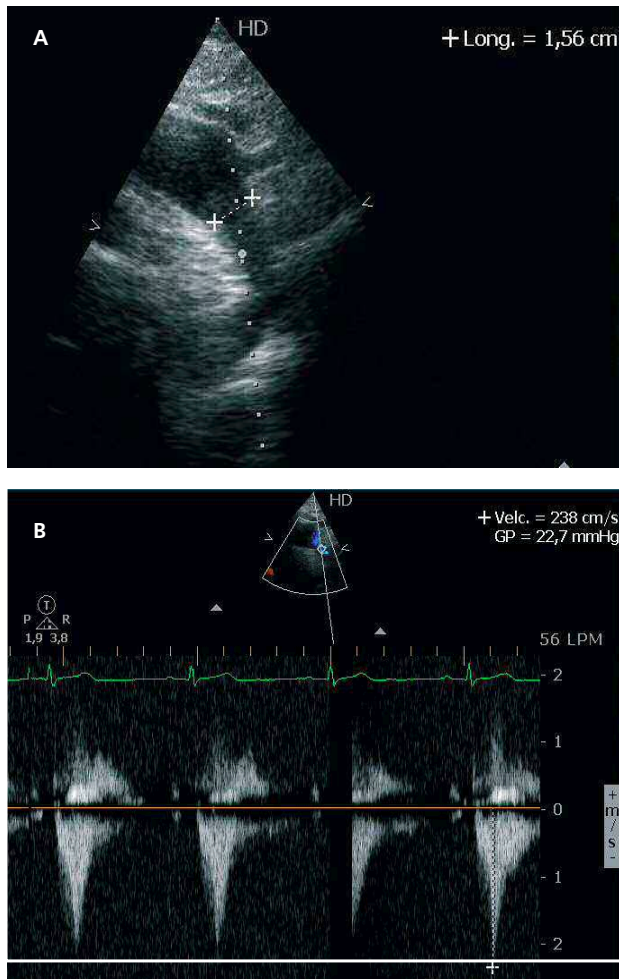 A
HD
+ Long. = 1,56 cm
B
HD
+ Velc. = 238 cm/s
GP = 22,7 mmHg
T
P R
1,9 3,8
56 LPM
- 2
- 1
- 0
- 1
- 2
+
m
/
s
-